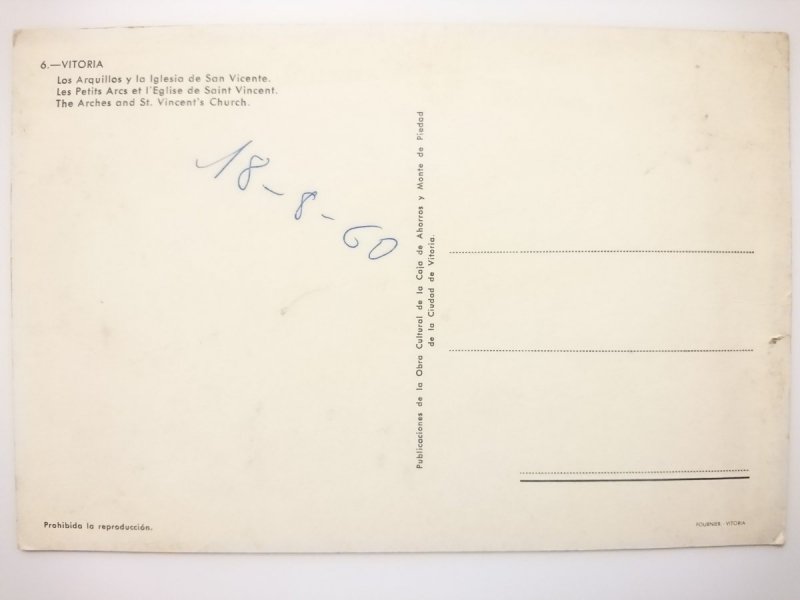 6.—VITORIA
Los Arquillos y la Iglesia de San Vicente.
Les Petits Arcs et l'Eglise de Saint Vincent.
The Arches and St. Vincent's Church.
18-8-60
Publicaciones de la Obra Cultural de la Caja de Ahorros y Monte de Piedad
de la Ciudad de Vitoria.
Prohibida la reproducción.
FOURNIER - VITORIA